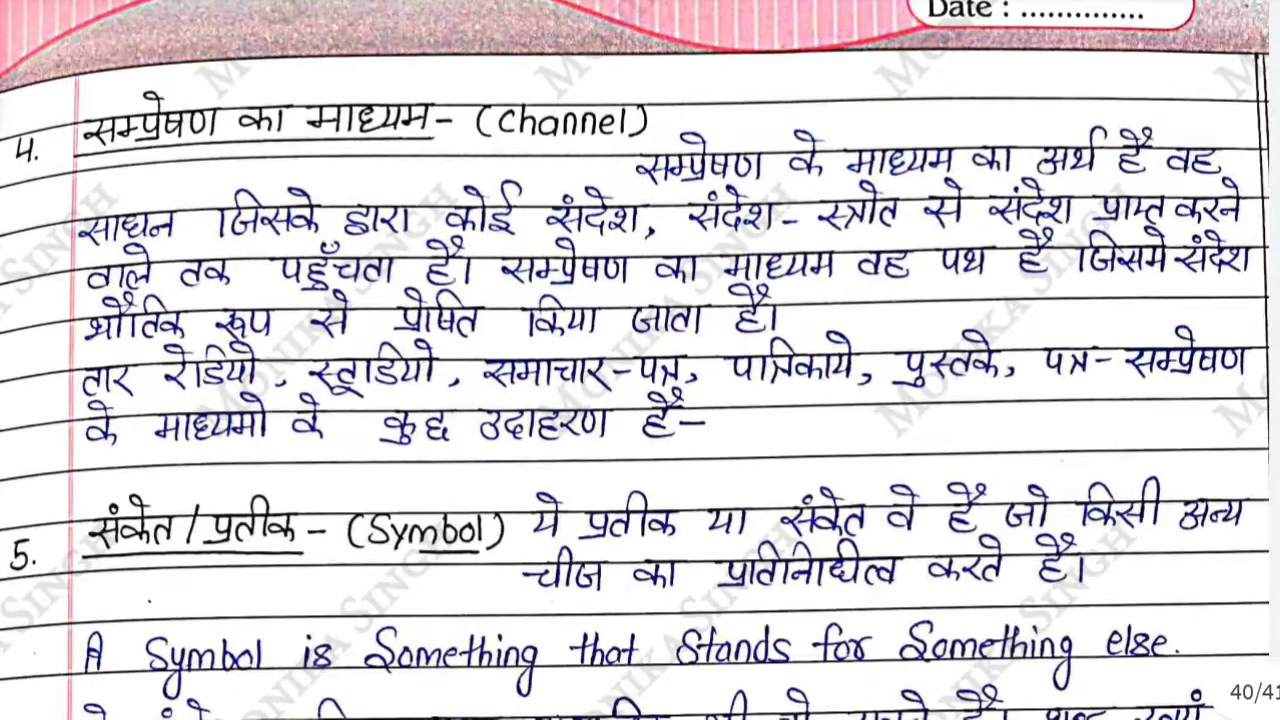 Date : ..............
4. सम्प्रेषण का माध्यम - (Channel)
सम्प्रेषण के माध्यम का अर्थ है वह
साधन जिसके द्वारा कोई संदेश, संदेश - स्त्रोत से संदेश प्राप्त करने
वाले तक पहुँचता है। सम्प्रेषण का माध्यम वह पथ है जिसमे संदेश
भौतिक रूप से प्रेषित किया जाता है।
तार रेडियो, स्टूडियो, समाचार-पत्र, पात्रिकाये, पुस्तके, पत्र - सम्प्रेषण
के माध्यमो के कुछ उदाहरण है -
5. संकेत / प्रतीक - (Symbol) ये प्रतीक या संकेत वे है जो किसी अन्य
चीज का प्रतिनिधीत्व करते है।
A Symbol is Something that Stands for Something else.
40/41
MONIKA SINGH